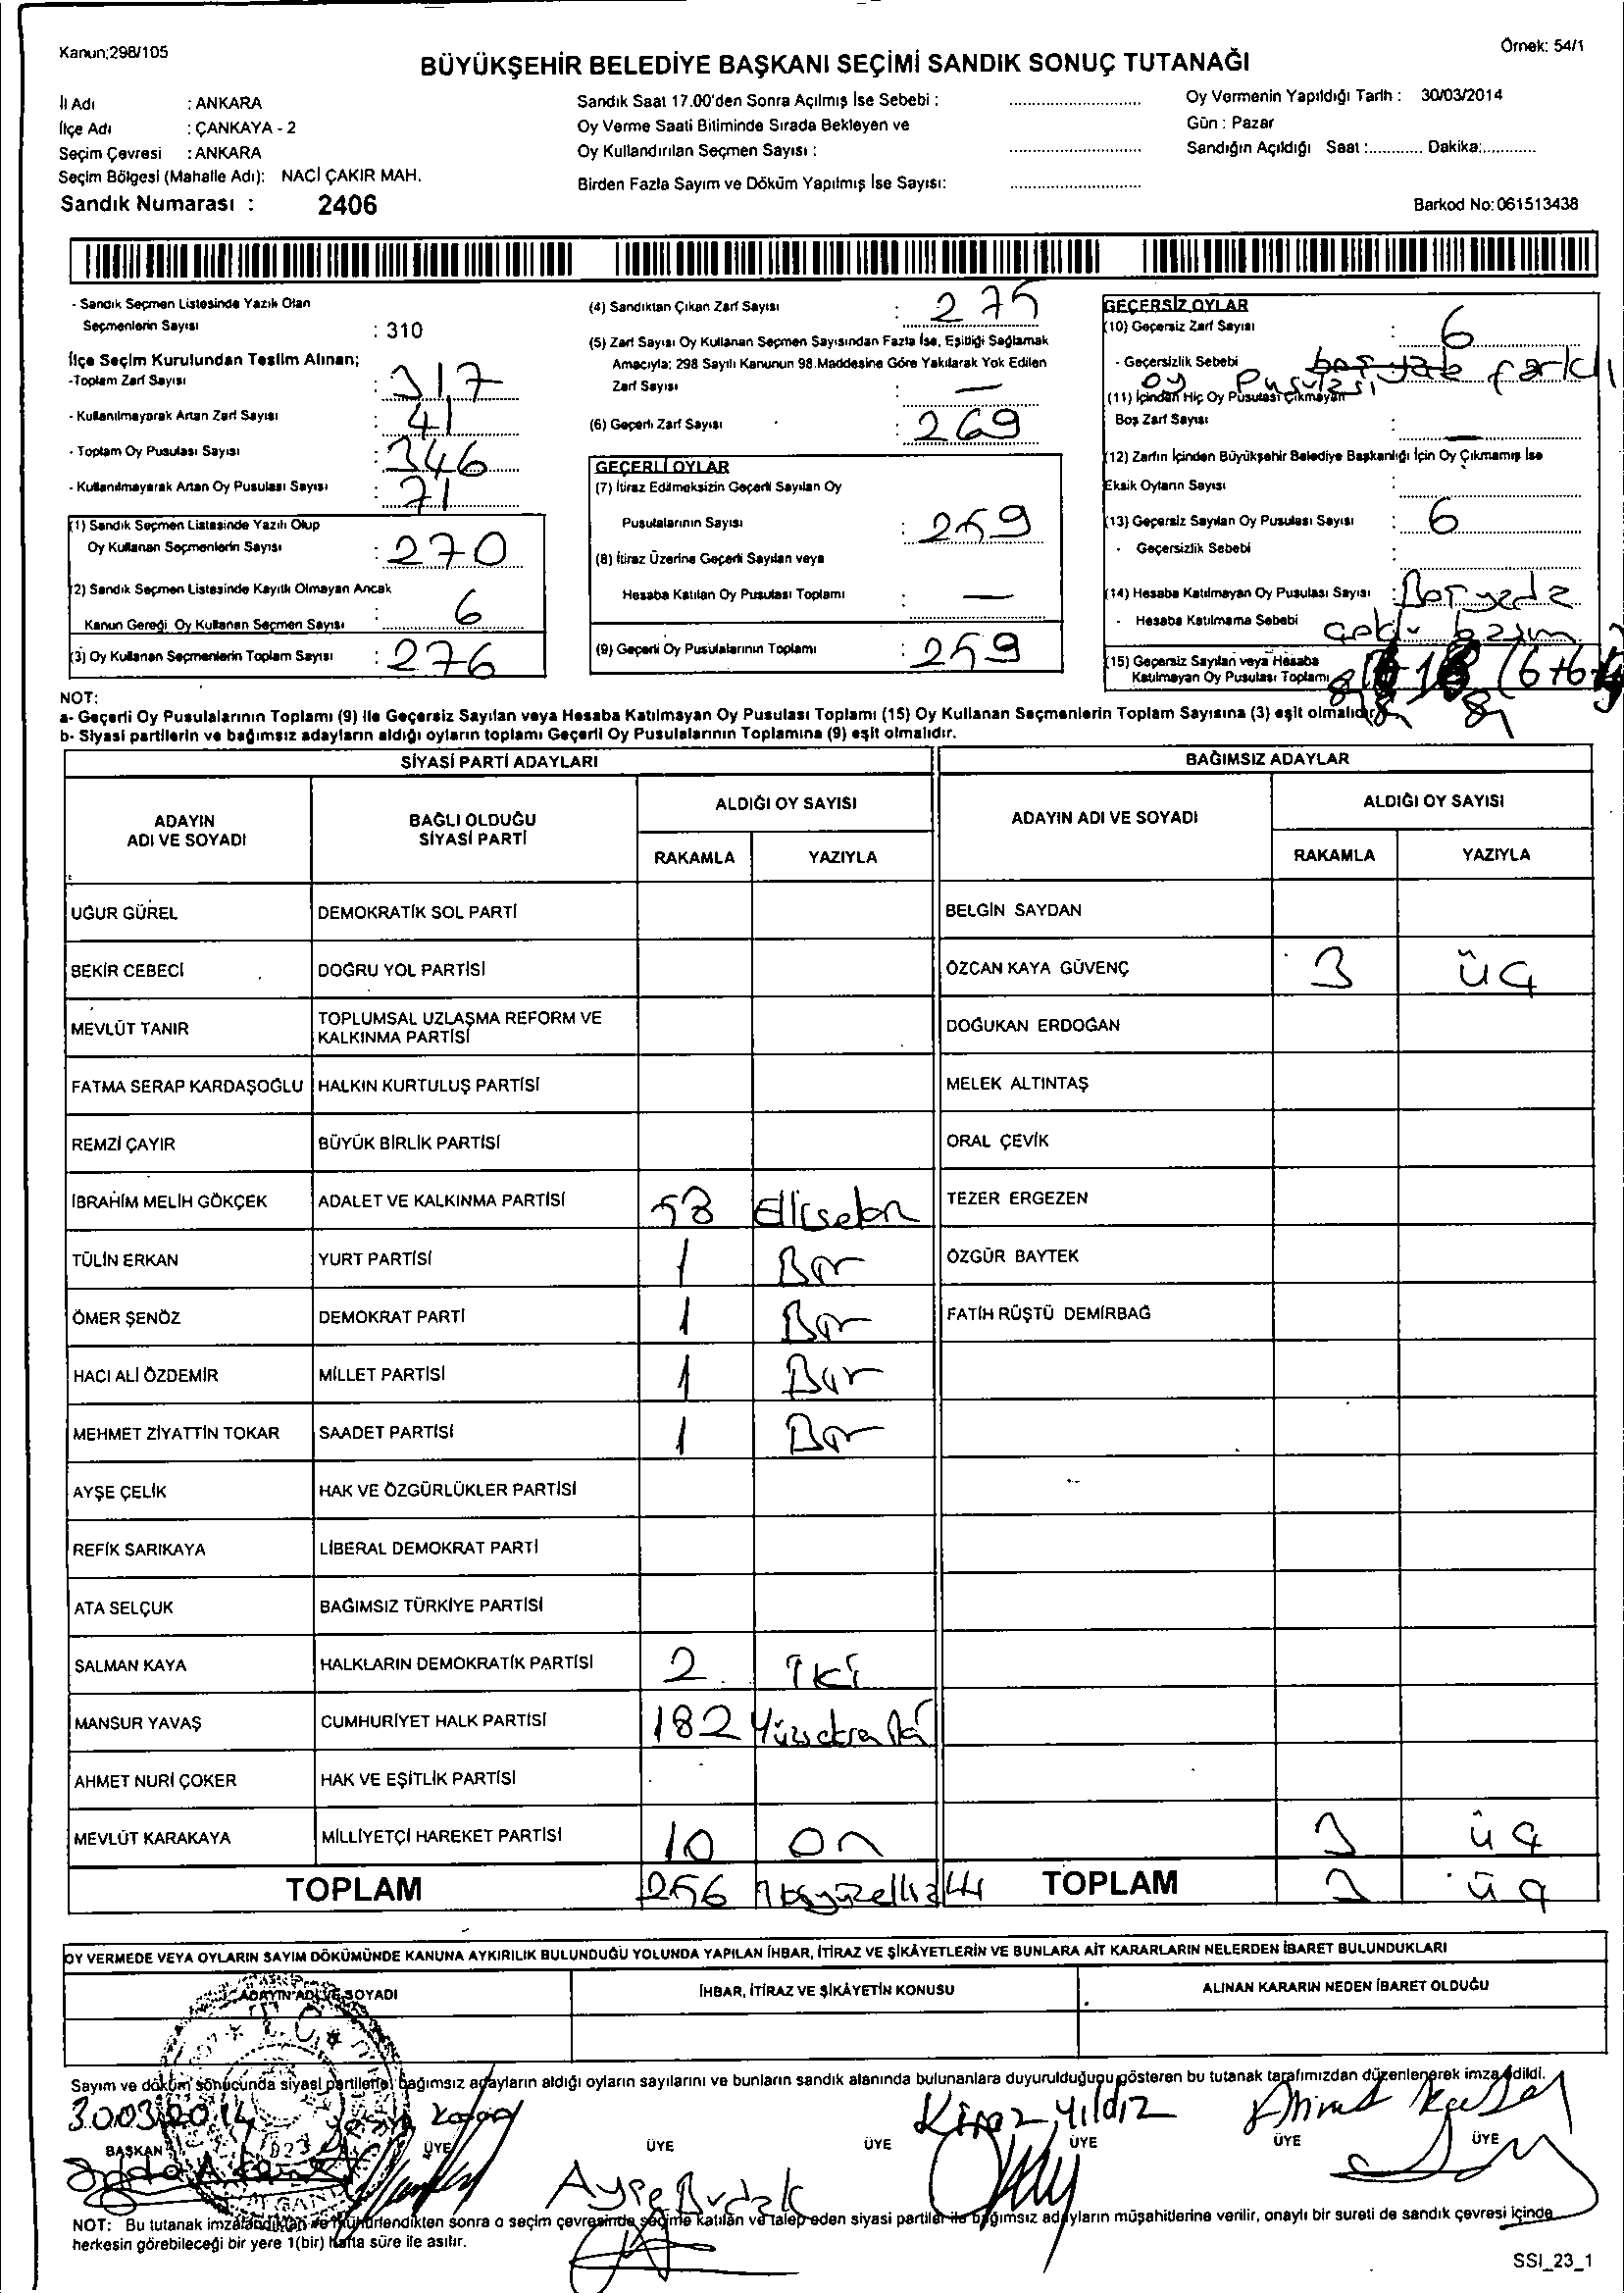 Kanun:298/105
Örnek: 54/1
BÜYÜKŞEHİR BELEDİYE BAŞKANI SEÇİMİ SANDIK SONUÇ TUTANAĞI
İl Adı : ANKARA
İlçe Adı : ÇANKAYA - 2
Seçim Çevresi : ANKARA
Seçim Bölgesi (Mahalle Adı): NACİ ÇAKIR MAH.
Sandık Numarası : 2406
Sandık Saat 17.00'den Sonra Açılmış İse Sebebi :
Oy Verme Saati Bitiminde Sırada Bekleyen ve
Oy Kullandırılan Seçmen Sayısı :
Birden Fazla Sayım ve Döküm Yapılmış İse Sayısı:
Oy Vermenin Yapıldığı Tarih : 30/03/2014
Gün : Pazar
Sandığın Açıldığı Saat :............ Dakika:............
Barkod No: 061513438
- Sandık Seçmen Listesinde Yazılı Olan
Seçmenlerin Sayısı : 310
İlçe Seçim Kurulundan Teslim Alınan;
-Toplam Zarf Sayısı : 317
- Kullanılmayarak Artan Zarf Sayısı : 41
- Toplam Oy Pusulası Sayısı : 346
- Kullanılmayarak Artan Oy Pusulası Sayısı : 71
(1) Sandık Seçmen Listesinde Yazılı Olup
Oy Kullanan Seçmenlerin Sayısı : 270
(2) Sandık Seçmen Listesinde Kayıtlı Olmayan Ancak
Kanun Gereği Oy Kullanan Seçmen Sayısı : 6
(3) Oy Kullanan Seçmenlerin Toplam Sayısı : 276
(4) Sandıktan Çıkan Zarf Sayısı : 275
(5) Zarf Sayısı Oy Kullanan Seçmen Sayısından Fazla İse, Eşitliği Sağlamak
Amacıyla; 298 Sayılı Kanunun 98.Maddesine Göre Yakılarak Yok Edilen
Zarf Sayısı : —
(6) Geçerli Zarf Sayısı : 269
GEÇERLİ OYLAR
(7) İtiraz Edilmeksizin Geçerli Sayılan Oy
Pusulalarının Sayısı : 259
(8) İtiraz Üzerine Geçerli Sayılan veya
Hesaba Katılan Oy Pusulası Toplamı : —
(9) Geçerli Oy Pusulalarının Toplamı : 259
GEÇERSİZ OYLAR
(10) Geçersiz Zarf Sayısı : 6
- Geçersizlik Sebebi farklı
oy Pusulası
(11) İçinden Hiç Oy Pusulası Çıkmayan
Boş Zarf Sayısı : —
(12) Zarfın İçinden Büyükşehir Belediye Başkanlığı İçin Oy Çıkmamış İse
Eksik Oyların Sayısı :
(13) Geçersiz Sayılan Oy Pusulası Sayısı : 6
- Geçersizlik Sebebi :
(14) Hesaba Katılmayan Oy Pusulası Sayısı :
- Hesaba Katılmama Sebebi
(15) Geçersiz Sayılan veya Hesaba
Katılmayan Oy Pusulası Toplamı
NOT:
a- Geçerli Oy Pusulalarının Toplamı (9) ile Geçersiz Sayılan veya Hesaba Katılmayan Oy Pusulası Toplamı (15) Oy Kullanan Seçmenlerin Toplam Sayısına (3) eşit olmalıdır.
b- Siyasi partilerin ve bağımsız adayların aldığı oyların toplamı Geçerli Oy Pusulalarının Toplamına (9) eşit olmalıdır.
SİYASİ PARTİ ADAYLARI
ADAYIN ADI VE SOYADI BAĞLI OLDUĞU SİYASİ PARTİ ALDIĞI OY SAYISI
RAKAMLA YAZIYLA
UĞUR GÜREL DEMOKRATİK SOL PARTİ
BEKİR CEBECİ DOĞRU YOL PARTİSİ
MEVLÜT TANIR TOPLUMSAL UZLAŞMA REFORM VE KALKINMA PARTİSİ
FATMA SERAP KARDAŞOĞLU HALKIN KURTULUŞ PARTİSİ
REMZİ ÇAYIR BÜYÜK BİRLİK PARTİSİ
İBRAHİM MELİH GÖKÇEK ADALET VE KALKINMA PARTİSİ 58 Ellisekiz
TÜLİN ERKAN YURT PARTİSİ 1 Bir
ÖMER ŞENÖZ DEMOKRAT PARTİ 1 Bir
HACI ALİ ÖZDEMİR MİLLET PARTİSİ 1 Bir
MEHMET ZİYATTİN TOKAR SAADET PARTİSİ 1 Bir
AYŞE ÇELİK HAK VE ÖZGÜRLÜKLER PARTİSİ
REFİK SARIKAYA LİBERAL DEMOKRAT PARTİ
ATA SELÇUK BAĞIMSIZ TÜRKİYE PARTİSİ
SALMAN KAYA HALKLARIN DEMOKRATİK PARTİSİ 2 İki
MANSUR YAVAŞ CUMHURİYET HALK PARTİSİ 182 Yüzseksen iki
AHMET NURİ ÇOKER HAK VE EŞİTLİK PARTİSİ
MEVLÜT KARAKAYA MİLLİYETÇİ HAREKET PARTİSİ 10 on
TOPLAM 256 ikiyüzellialtı
BAĞIMSIZ ADAYLAR
ADAYIN ADI VE SOYADI ALDIĞI OY SAYISI
RAKAMLA YAZIYLA
BELGİN SAYDAN
ÖZCAN KAYA GÜVENÇ 3 üç
DOĞUKAN ERDOĞAN
MELEK ALTINTAŞ
ORAL ÇEVİK
TEZER ERGEZEN
ÖZGÜR BAYTEK
FATİH RÜŞTÜ DEMİRBAĞ
3 üç
TOPLAM 3 üç
OY VERMEDE VEYA OYLARIN SAYIM DÖKÜMÜNDE KANUNA AYKIRILIK BULUNDUĞU YOLUNDA YAPILAN İHBAR, İTİRAZ VE ŞİKÂYETLERİN VE BUNLARA AİT KARARLARIN NELERDEN İBARET BULUNDUKLARI
ADAYIN ADI VE SOYADI İHBAR, İTİRAZ VE ŞİKÂYETİN KONUSU ALINAN KARARIN NEDEN İBARET OLDUĞU
Sayım ve döküm sonucunda siyasi partilerle, bağımsız adayların aldığı oyların sayılarını ve bunların sandık alanında bulunanlara duyurulduğunu gösteren bu tutanak tarafımızdan düzenlenerek imza edildi.
30.03.2014
Kiraz Yıldız
BAŞKAN ÜYE ÜYE ÜYE ÜYE ÜYE ÜYE
Ayşe Budak
NOT: Bu tutanak imzalandıktan ve mühürlendikten sonra o seçim çevresinde seçime katılan ve talep eden siyasi partiler ile bağımsız adayların müşahitlerine verilir, onaylı bir sureti de sandık çevresi içinde
herkesin görebileceği bir yere 1(bir) hafta süre ile asılır.
SSI_23_1